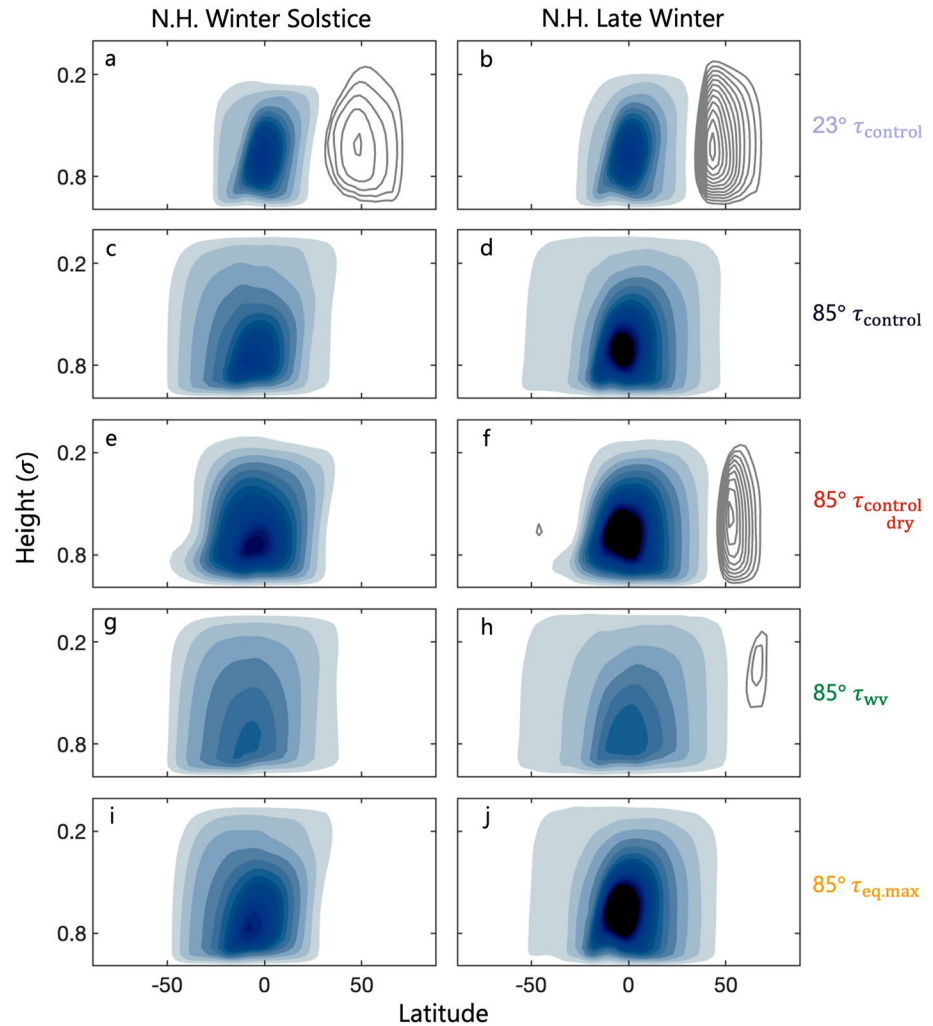 N.H. Winter Solstice
N.H. Late Winter
a
b
0.2
0.8
23° τcontrol
c
d
0.2
0.8
85° τcontrol
e
f
0.2
0.8
85° τcontrol
dry
Height (σ)
g
h
0.2
0.8
85° τwv
i
j
0.2
0.8
85° τeq.max
-50
0
50
-50
0
50
Latitude